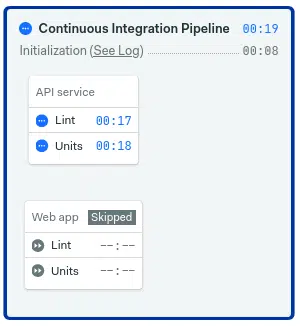 Continuous Integration Pipeline 00:19
Initialization (See Log) 00:08
API service
Lint 00:17
Units 00:18
Web app Skipped
Lint --:--
Units --:--